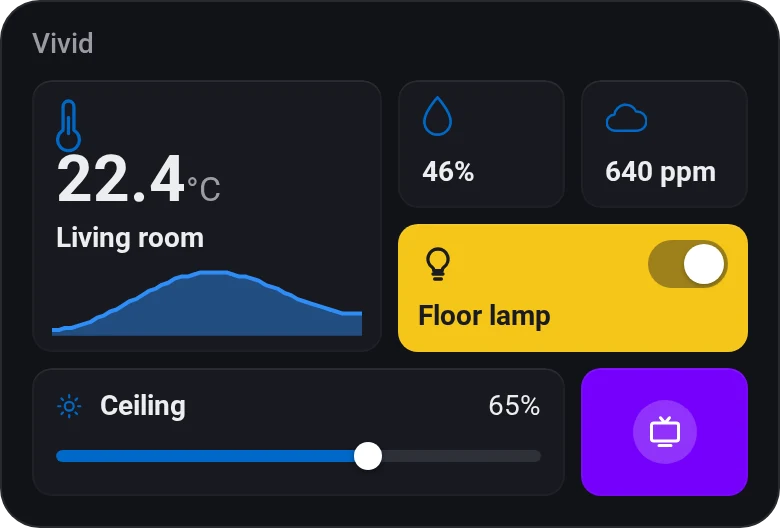 Vivid
22.4°C
Living room
46%
640 ppm
Floor lamp
Ceiling
65%